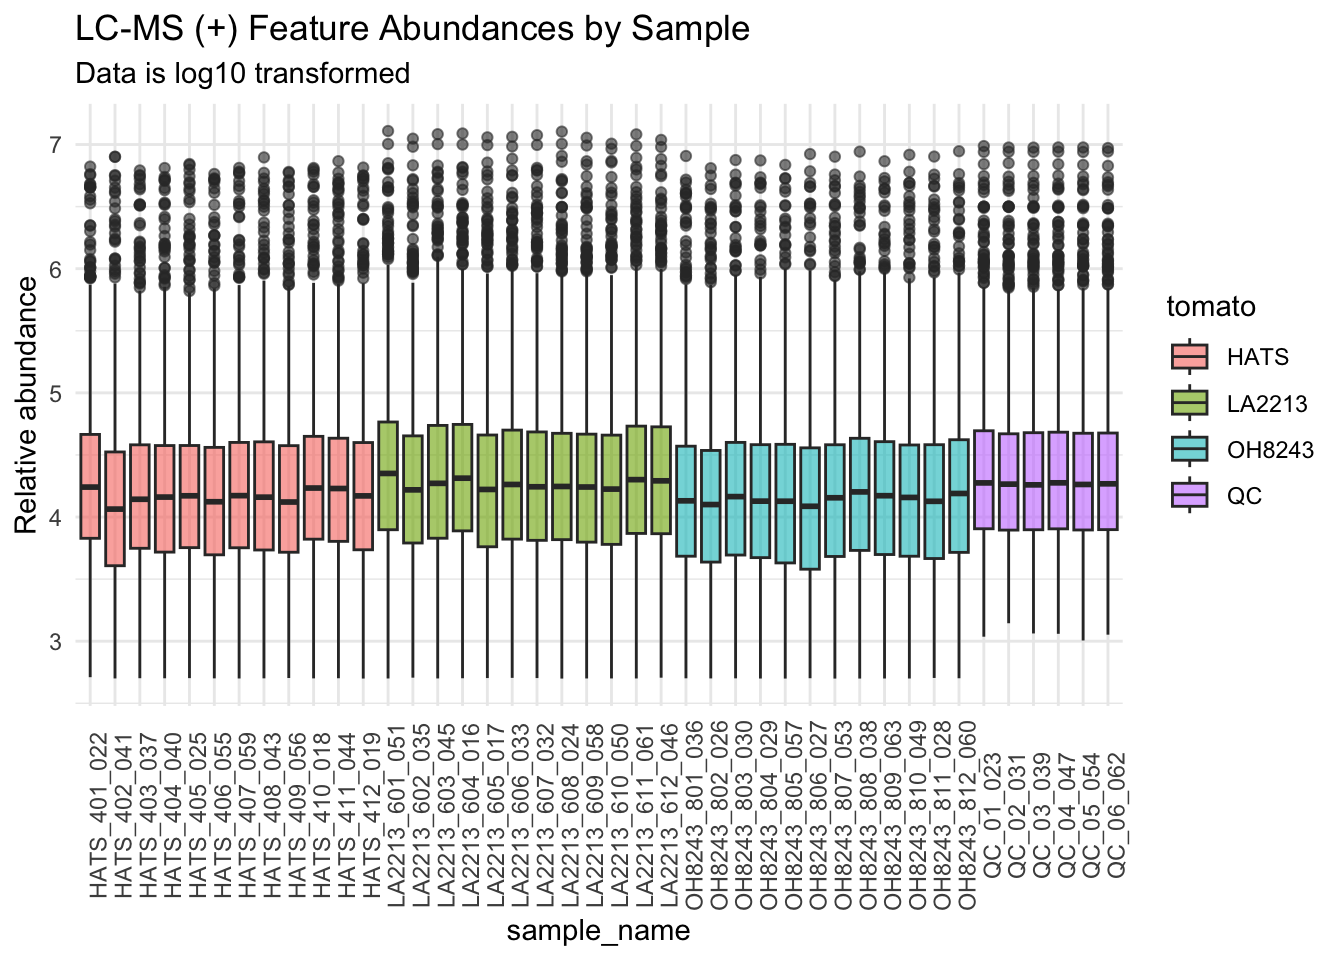 LC-MS (+) Feature Abundances by Sample
Data is log10 transformed
Relative abundance
7
6
5
4
3
HATS_401_022
HATS_402_041
HATS_403_037
HATS_404_040
HATS_405_025
HATS_406_055
HATS_407_059
HATS_408_043
HATS_409_056
HATS_410_018
HATS_411_044
HATS_412_019
LA2213_601_051
LA2213_602_035
LA2213_603_045
LA2213_604_016
LA2213_605_017
LA2213_606_033
LA2213_607_032
LA2213_608_024
LA2213_609_058
LA2213_610_050
LA2213_611_061
LA2213_612_046
OH8243_801_036
OH8243_802_026
OH8243_803_030
OH8243_804_029
OH8243_805_057
OH8243_806_027
OH8243_807_053
OH8243_808_038
OH8243_809_063
OH8243_810_049
OH8243_811_028
OH8243_812_060
QC_01_023
QC_02_031
QC_03_039
QC_04_047
QC_05_054
QC_06_062
sample_name
tomato
HATS
LA2213
OH8243
QC